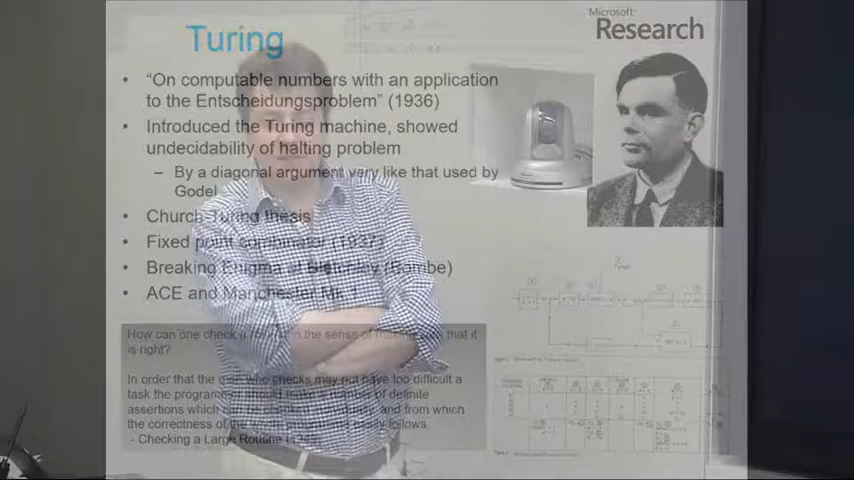 Microsoft
Research
Turing
• “On computable numbers with an application
to the Entscheidungsproblem” (1936)
• Introduced the Turing machine, showed
undecidability of halting problem
– By a diagonal argument very like that used by
Godel
• Church-Turing thesis
• Fixed point combinator (1937)
• Breaking Enigma at Bletchley (Bombe)
• ACE and Manchester Mk 1
How can one check a routine in the sense of making sure that it
is right?
In order that the man who checks may not have too difficult a
task the programmer should make a number of definite
assertions which can be checked individually, and from which
the correctness of the whole programme easily follows.
- Checking a Large Routine